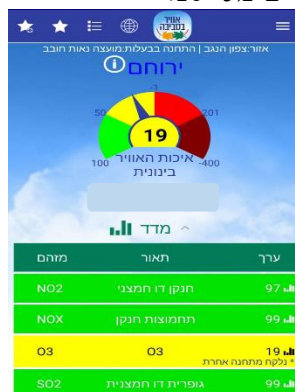 אוויר בסביבה
אזור:צפון הנגב | התחנה בבעלות:מועצה נאות חובב
ירוחם
-1
50
201
19
100
-400
איכות האוויר
בינונית
מדד
מזהם תאור ערך
NO2 חנקן דו חמצני 97
NOX תחמוצות חנקן 99
O3 O3 19
* נלקח מתחנה אחרת
SO2 גופרית דו חמצנית 99